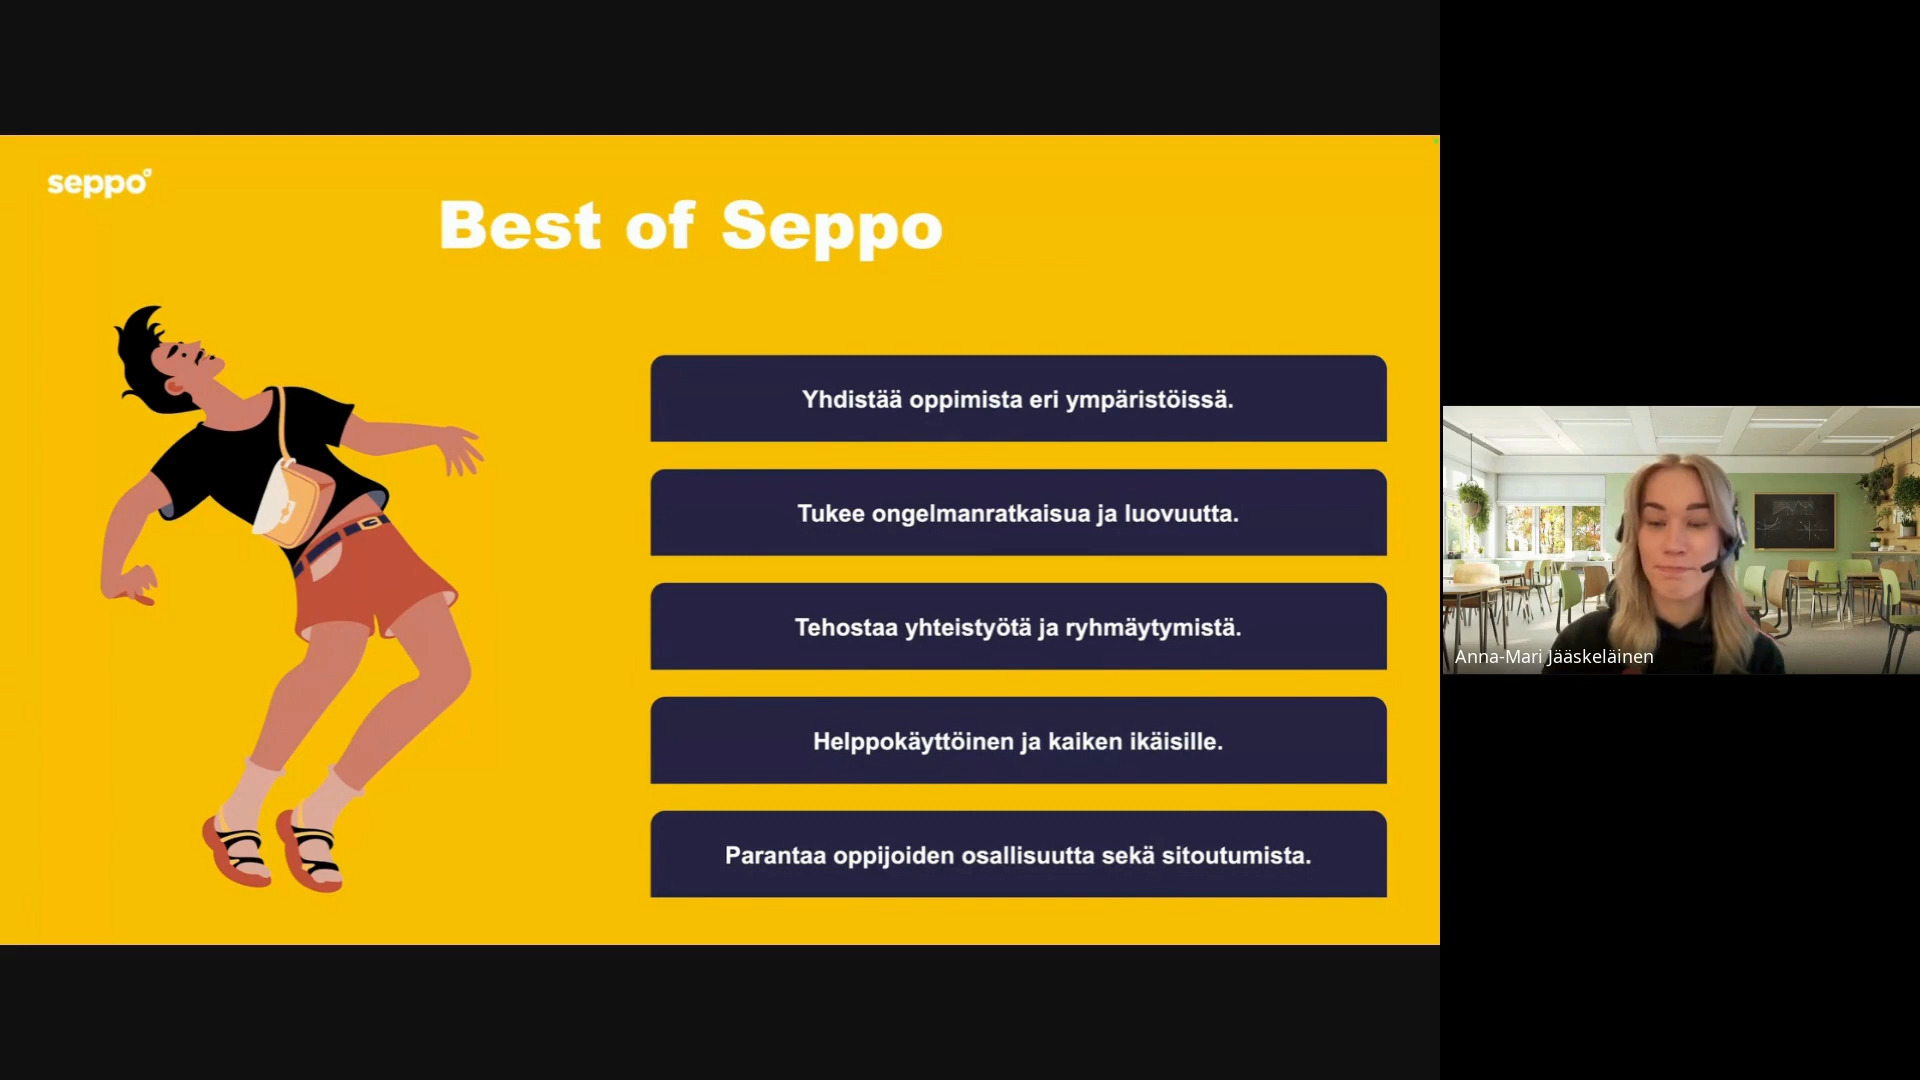 seppo
Best of Seppo
Yhdistää oppimista eri ympäristöissä.
Tukee ongelmanratkaisua ja luovuutta.
Tehostaa yhteistyötä ja ryhmäytymistä.
Helppokäyttöinen ja kaiken ikäisille.
Parantaa oppijoiden osallisuutta sekä sitoutumista.
Anna-Mari Jääskeläinen